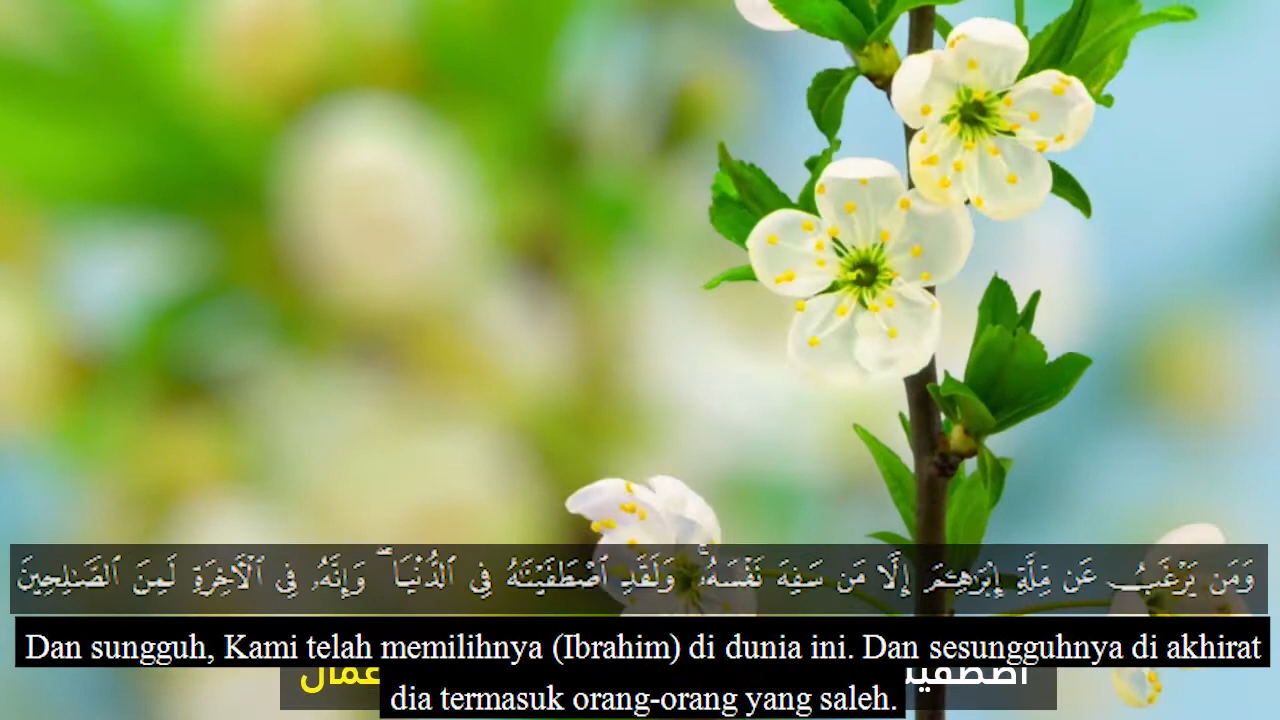 وَمَن يَرْغَبُ عَن مِّلَّةِ إِبْرَٰهِـۧمَ إِلَّا مَن سَفِهَ نَفْسَهُۥ ۚ وَلَقَدِ ٱصْطَفَيْنَـٰهُ فِى ٱلدُّنْيَا ۖ وَإِنَّهُۥ فِى ٱلْـَٔاخِرَةِ لَمِنَ ٱلصَّـٰلِحِينَ
Dan sungguh, Kami telah memilihnya (Ibrahim) di dunia ini. Dan sesungguhnya di akhirat
dia termasuk orang-orang yang saleh.